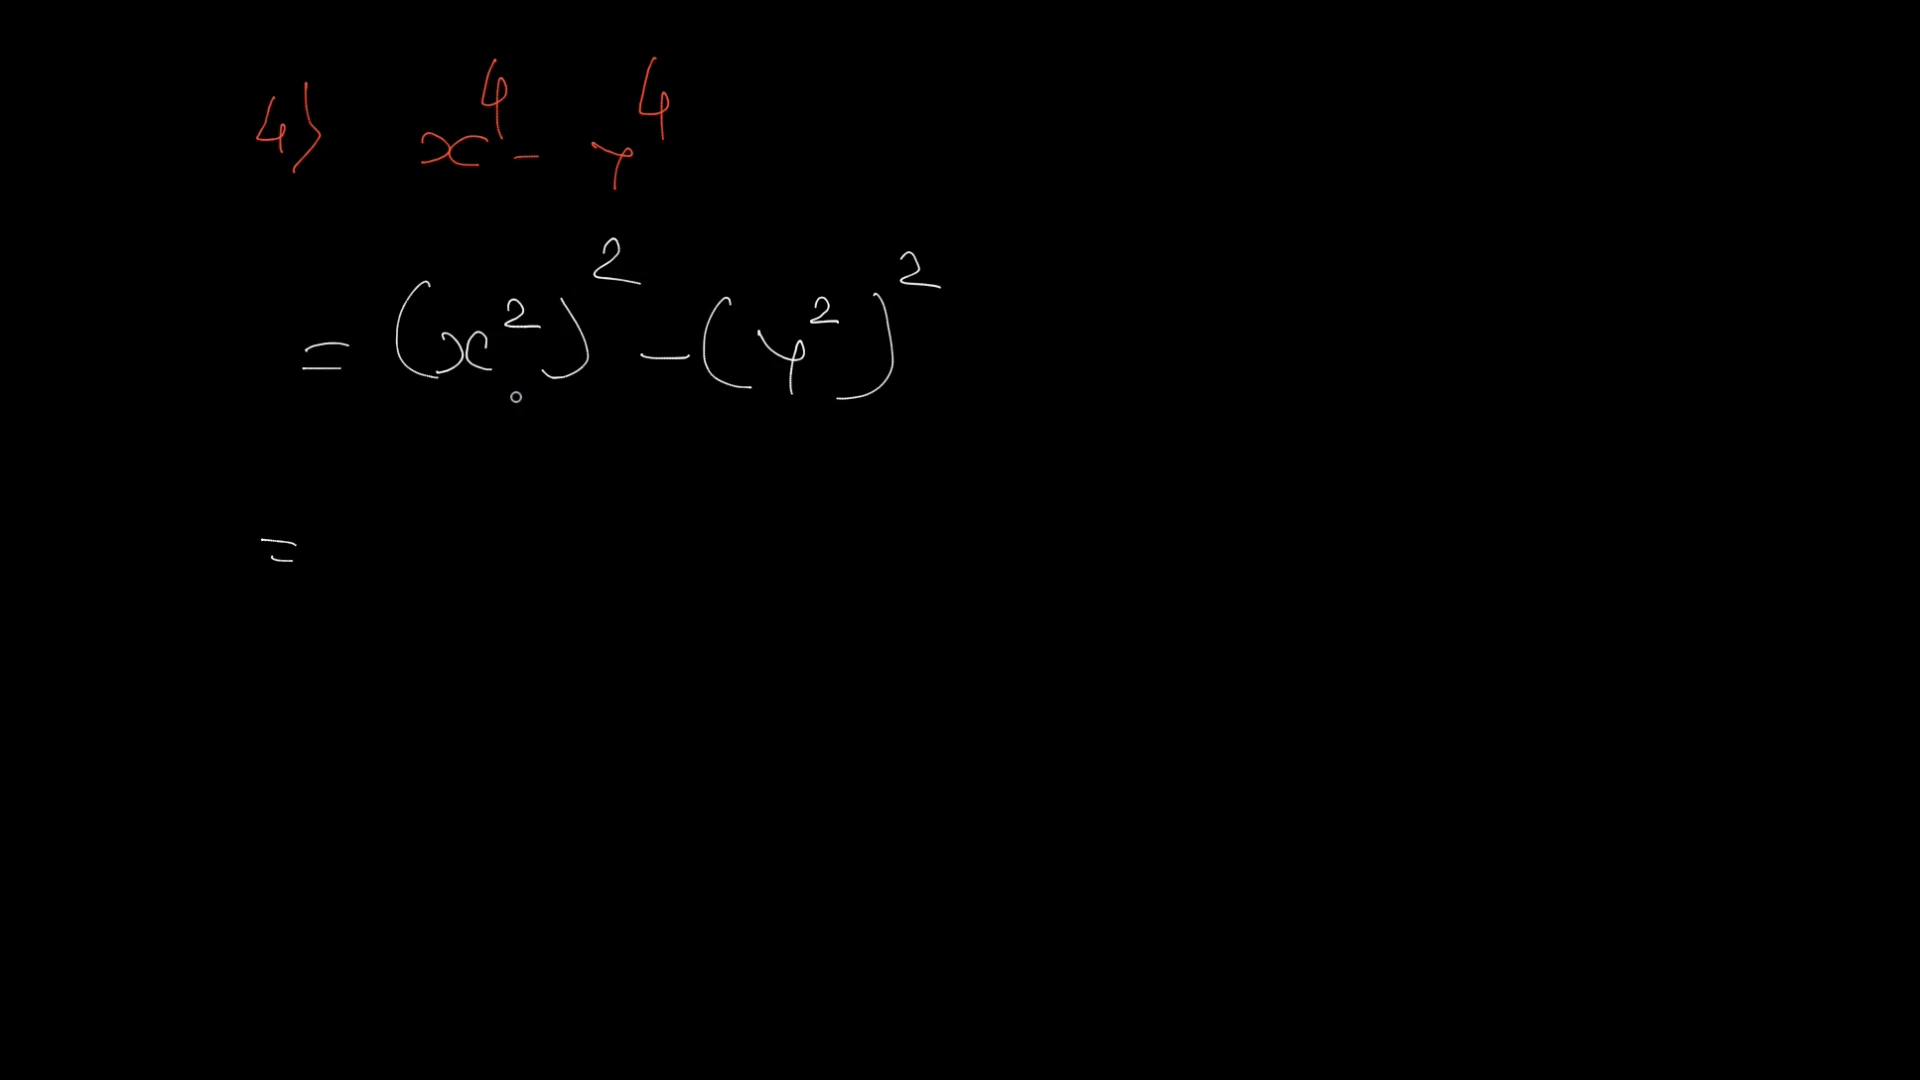 4) x⁴ - y⁴
= (x²)² - (y²)²
=